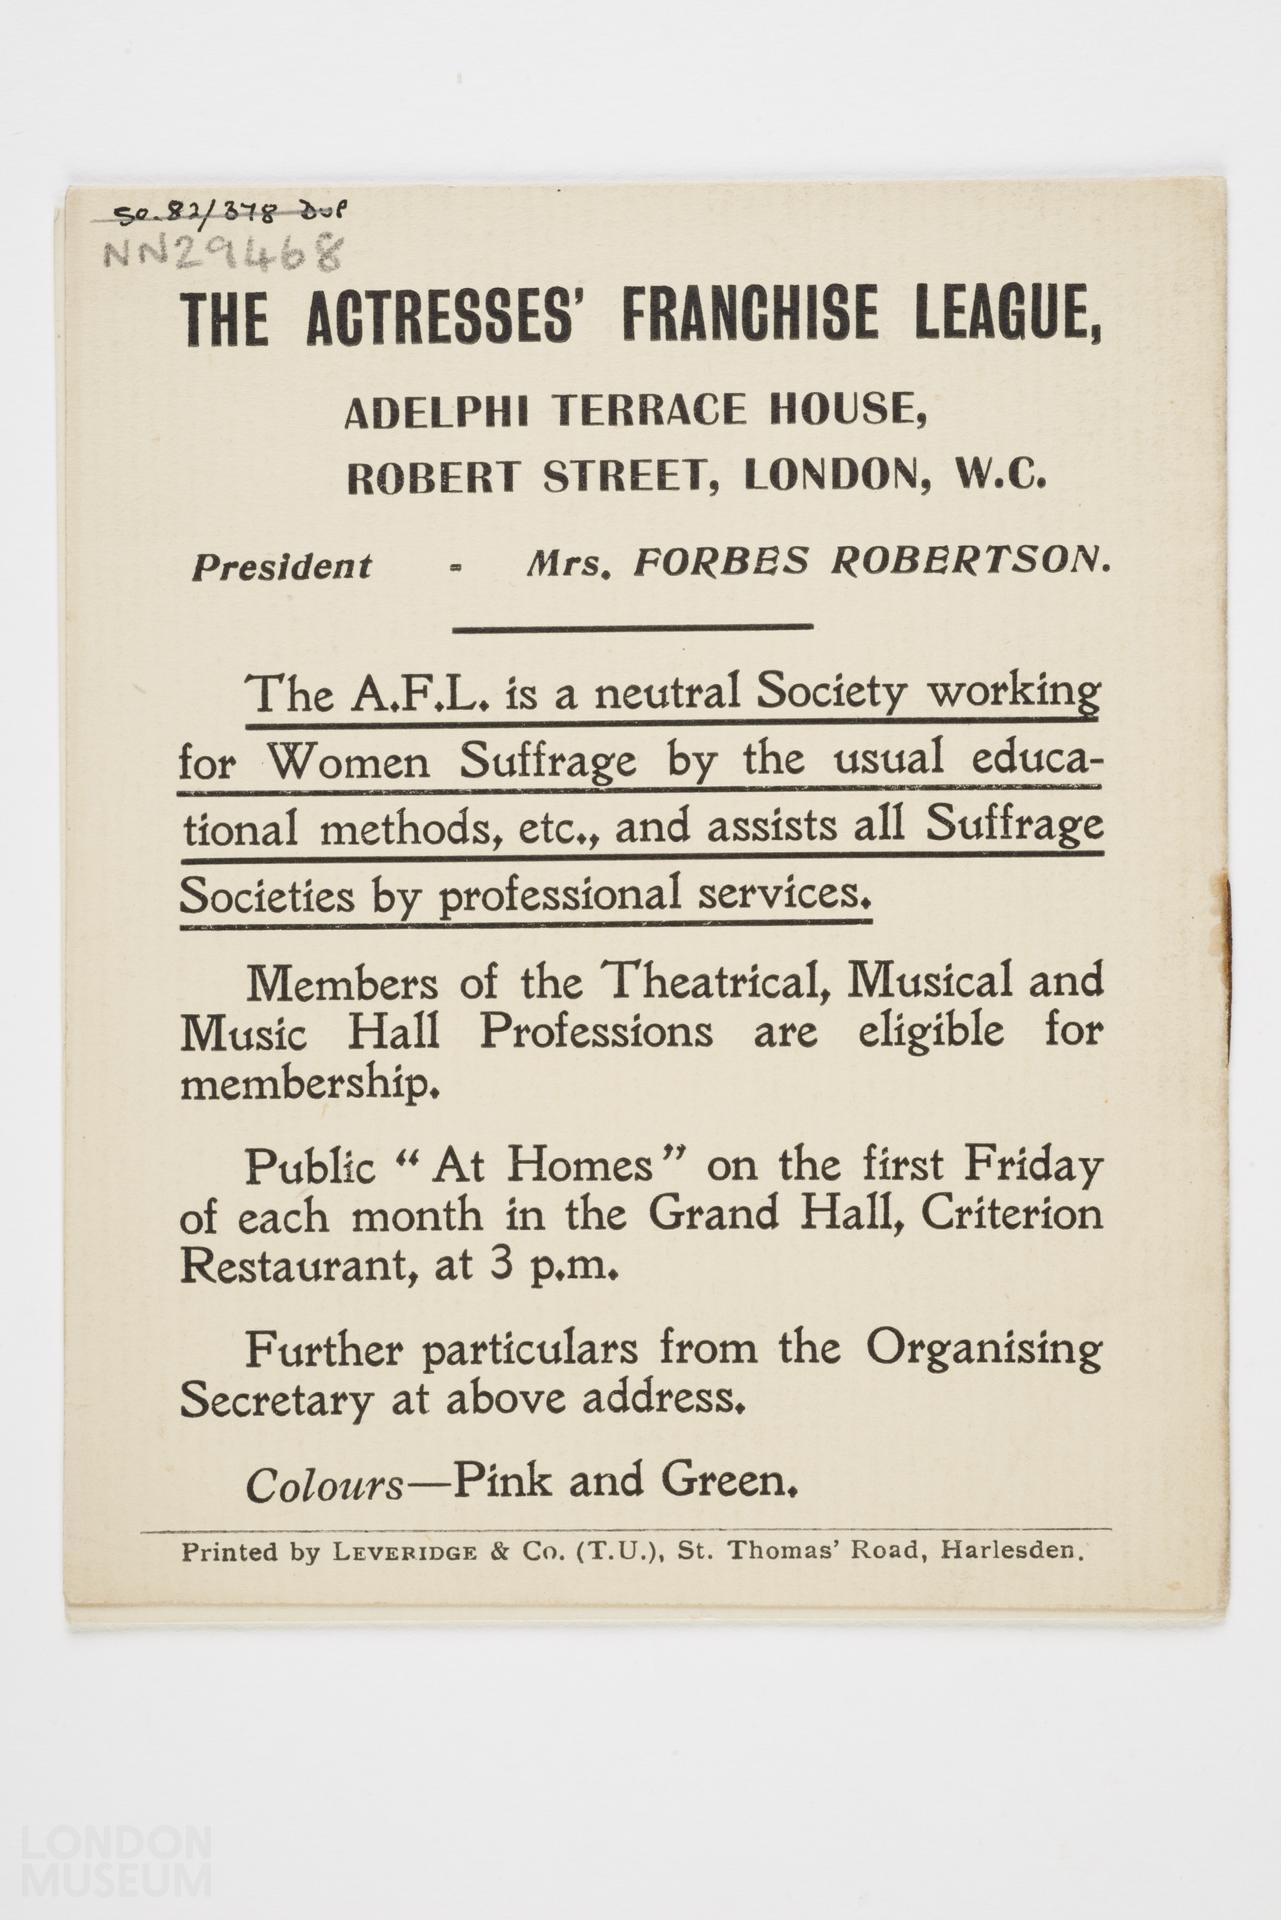 50.82/378 DUP
NN29468
THE ACTRESSES' FRANCHISE LEAGUE,
ADELPHI TERRACE HOUSE,
ROBERT STREET, LONDON, W.C.
President - Mrs. FORBES ROBERTSON.
The A.F.L. is a neutral Society working
for Women Suffrage by the usual educa-
tional methods, etc., and assists all Suffrage
Societies by professional services.
Members of the Theatrical, Musical and
Music Hall Professions are eligible for
membership.
Public “At Homes” on the first Friday
of each month in the Grand Hall, Criterion
Restaurant, at 3 p.m.
Further particulars from the Organising
Secretary at above address.
Colours—Pink and Green.
Printed by LEVERIDGE & Co. (T.U.), St. Thomas' Road, Harlesden.
LONDON
MUSEUM